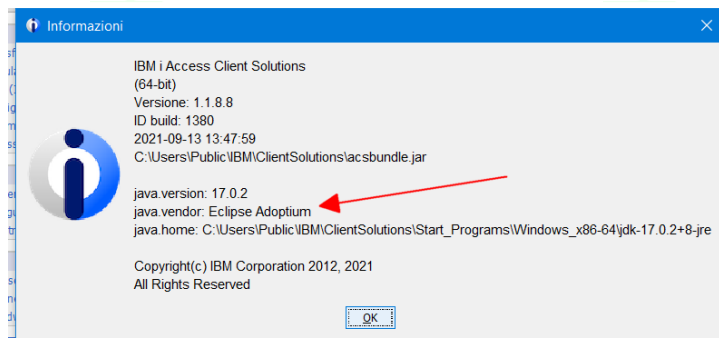 Informazioni
IBM i Access Client Solutions
(64-bit)
Versione: 1.1.8.8
ID build: 1380
2021-09-13 13:47:59
C:\Users\Public\IBM\ClientSolutions\acsbundle.jar
java.version: 17.0.2
java.vendor: Eclipse Adoptium
java.home: C:\Users\Public\IBM\ClientSolutions\Start_Programs\Windows_x86-64\jdk-17.0.2+8-jre
Copyright(c) IBM Corporation 2012, 2021
All Rights Reserved
OK